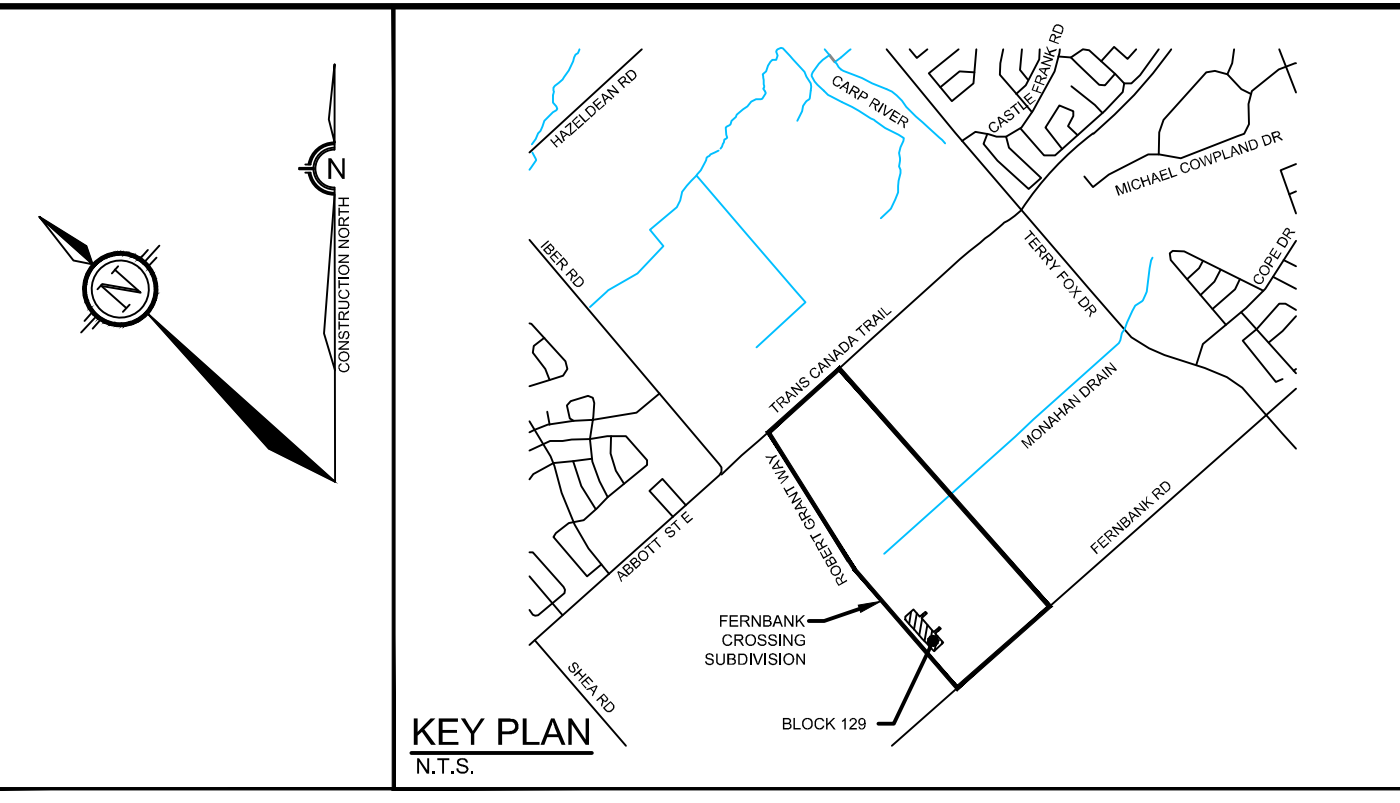 N
N
CONSTRUCTION NORTH
HAZELDEAN RD
CARP RIVER
CASTLE FRANK RD
MICHAEL COWPLAND DR
IBER RD
TERRY FOX DR
COPE DR
TRANS CANADA TRAIL
MONAHAN DRAIN
ROBERT GRANT WAY
FERNBANK RD
ABBOTT ST E
FERNBANK
CROSSING
SUBDIVISION
SHEA RD
BLOCK 129
KEY PLAN
N.T.S.